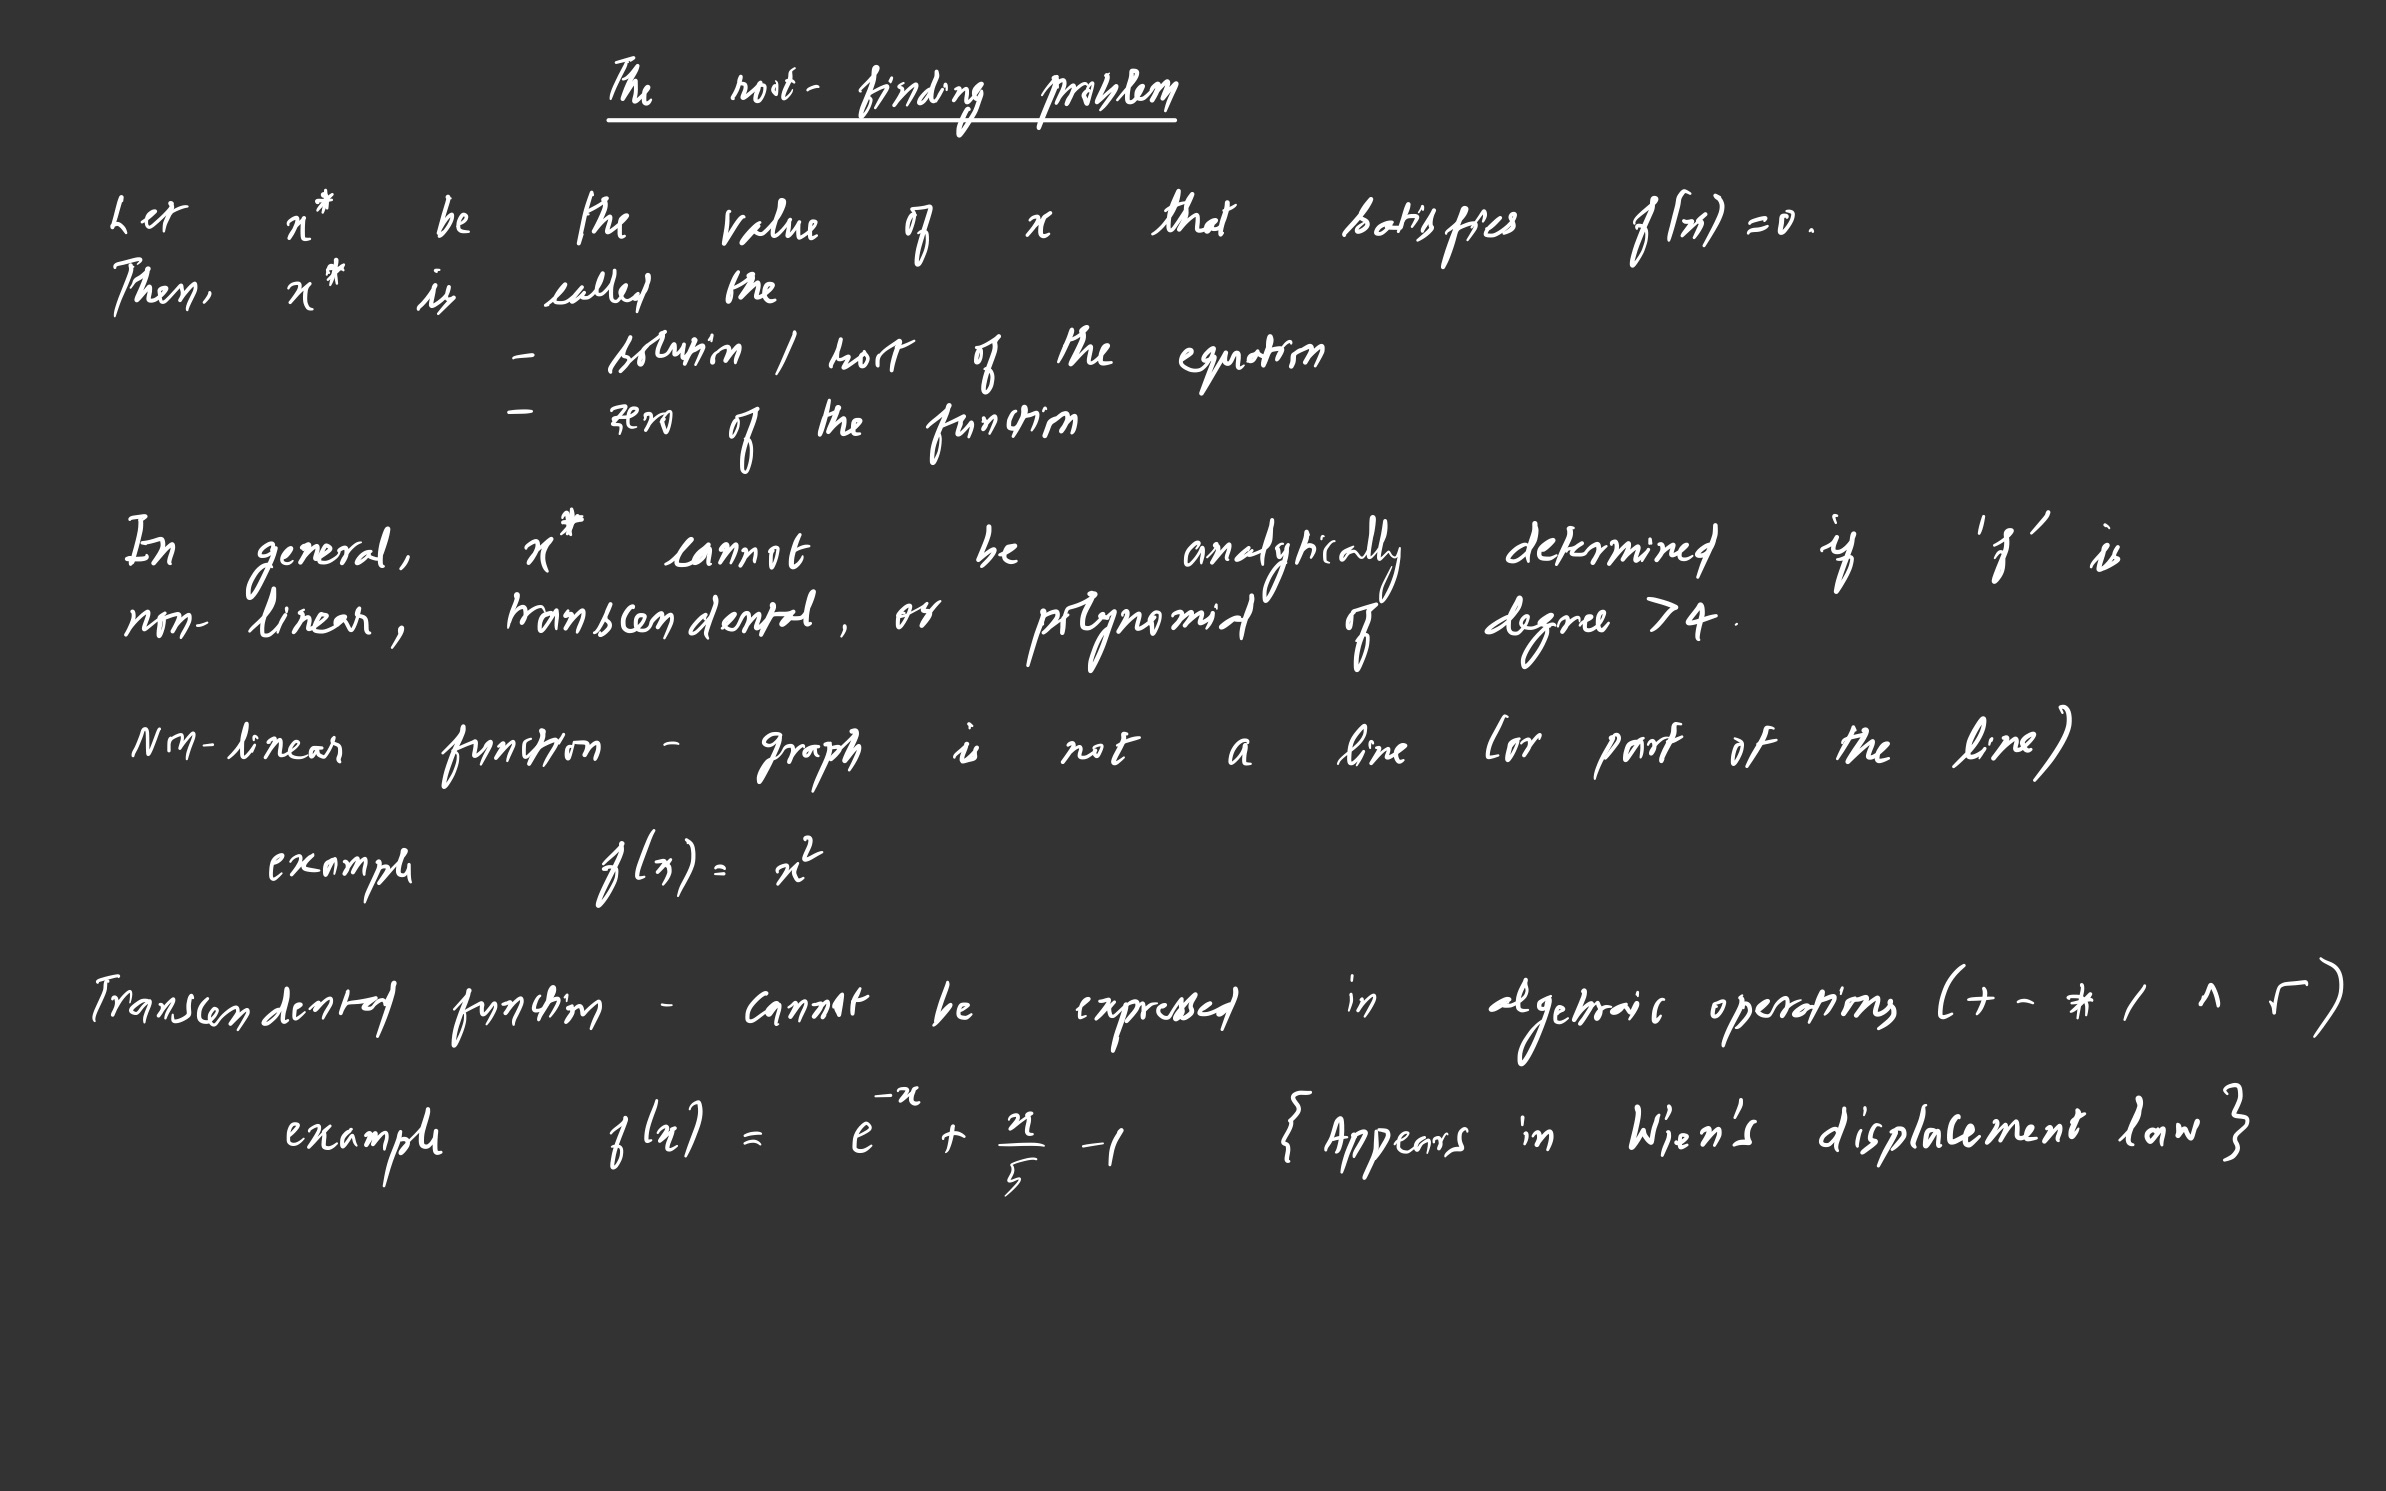 The root-finding problem
Let x* be the value of x that satisfies f(x)=0.
Then, x* is called the
- solution / root of the equation
- zero of the function
In general, x* cannot be analytically determined if 'f' is
non-linear, transcendental, or polynomial of degree >4.
Non-linear function - graph is not a line (or part of the line)
example f(x) = x²
Transcendental function - cannot be expressed in algebraic operations (+ - * / ^ √)
example f(x) = e^{-x} + x/5 - 1 {Appears in Wien's displacement law}